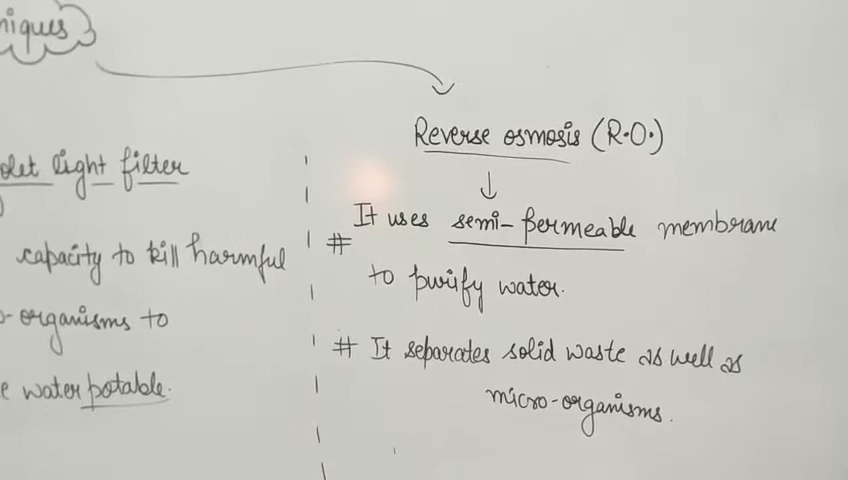 niques
olet light filter
capacity to kill harmful
o-organisms to
e water potable.
Reverse osmosis (R.O.)
# It uses semi-permeable membrane
to purify water.
# It separates solid waste as well as
micro-organisms.